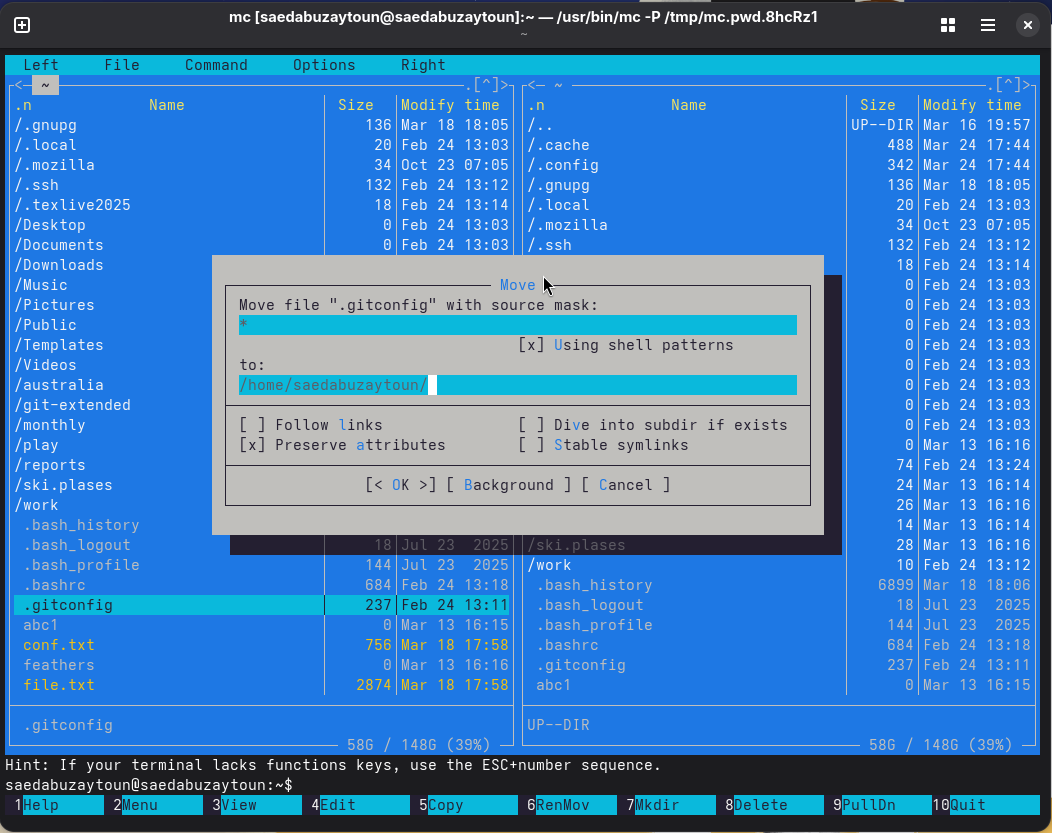 mc [saedabuzaytoun@saedabuzaytoun]:~ — /usr/bin/mc -P /tmp/mc.pwd.8hcRz1
~
Left File Command Options Right
<─ ~ ─.[^]>
.n Name Size Modify time
/.gnupg 136 Mar 18 18:05
/.local 20 Feb 24 13:03
/.mozilla 34 Oct 23 07:05
/.ssh 132 Feb 24 13:12
/.texlive2025 18 Feb 24 13:14
/Desktop 0 Feb 24 13:03
/Documents 0 Feb 24 13:03
/Downloads
/Music
/Pictures
/Public
/Templates
/Videos
/australia
/git-extended
/monthly
/play
/reports
/ski.plases
/work
.bash_history
.bash_logout 18 Jul 23 2025
.bash_profile 144 Jul 23 2025
.bashrc 684 Feb 24 13:18
.gitconfig 237 Feb 24 13:11
abc1 0 Mar 13 16:15
conf.txt 756 Mar 18 17:58
feathers 0 Mar 13 16:16
file.txt 2874 Mar 18 17:58
.gitconfig
58G / 148G (39%)
<─ ~ ─.[^]>
.n Name Size Modify time
/.. UP--DIR Mar 16 19:57
/.cache 488 Mar 24 17:44
/.config 342 Mar 24 17:44
/.gnupg 136 Mar 18 18:05
/.local 20 Feb 24 13:03
/.mozilla 34 Oct 23 07:05
/.ssh 132 Feb 24 13:12
18 Feb 24 13:14
0 Feb 24 13:03
0 Feb 24 13:03
0 Feb 24 13:03
0 Feb 24 13:03
0 Feb 24 13:03
0 Feb 24 13:03
0 Feb 24 13:03
0 Feb 24 13:03
0 Feb 24 13:03
0 Mar 13 16:16
74 Feb 24 13:24
24 Mar 13 16:14
26 Mar 13 16:16
14 Mar 13 16:14
/ski.plases 28 Mar 13 16:14
/work 10 Feb 24 13:12
.bash_history 6899 Mar 18 18:06
.bash_logout 18 Jul 23 2025
.bash_profile 144 Jul 23 2025
.bashrc 684 Feb 24 13:18
.gitconfig 237 Feb 24 13:11
abc1 0 Mar 13 16:15
UP--DIR
58G / 148G (39%)
Move
Move file ".gitconfig" with source mask:
*
[x] Using shell patterns
to:
/home/saedabuzaytoun/
[ ] Follow links [ ] Dive into subdir if exists
[x] Preserve attributes [ ] Stable symlinks
[< OK >] [ Background ] [ Cancel ]
Hint: If your terminal lacks functions keys, use the ESC+number sequence.
saedabuzaytoun@saedabuzaytoun:~$
1Help 2Menu 3View 4Edit 5Copy 6RenMov 7Mkdir 8Delete 9PullDn 10Quit